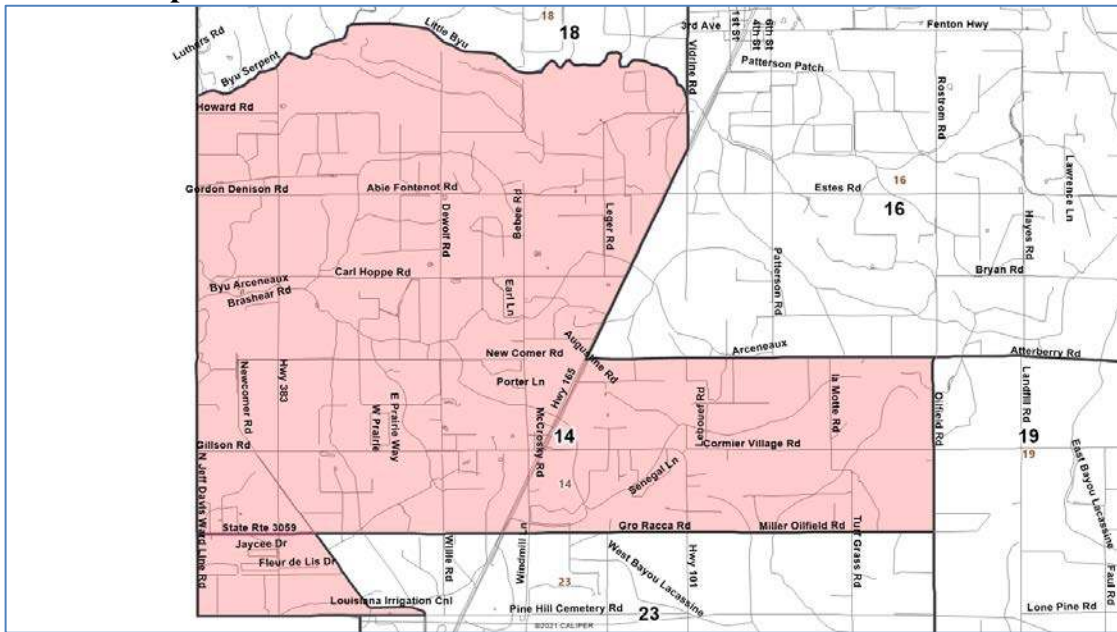 18
18
Little Byu
Luthers Rd
Byu Serpent
3rd Ave
1st St
4th St
6th St
Fenton Hwy
Vidrine Rd
Patterson Patch
Rostrom Rd
Howard Rd
Gordon Denison Rd
Abie Fontenot Rd
Bebee Rd
Dewolf Rd
Leger Rd
Estes Rd
16
16
Lawrence Ln
Hayes Rd
Byu Arceneaux
Brashear Rd
Carl Hoppe Rd
Earl Ln
Patterson Rd
Bryan Rd
New Comer Rd
Augustine Rd
Arceneaux
Atterberry Rd
Porter Ln
Hwy 165
Newcomer Rd
Hwy 383
W Prairie
E Prairie Way
McCrosky Rd
14
14
Lebouef Rd
la Motte Rd
Oilfield Rd
Landfill Rd
19
19
East Bayou Lacassine
Gillson Rd
Cormier Village Rd
Senegal Ln
N Jeff Davis Ward Line Rd
State Rte 3059
Gro Racca Rd
Miller Oilfield Rd
Turf Grass Rd
Jaycee Dr
Fleur de Lis Dr
Willie Rd
Windmill Ln
West Bayou Lacassine
Hwy 101
23
23
Faul Rd
Louisiana Irrigation Cnl
Pine Hill Cemetery Rd
Lone Pine Rd
©2021 CALIPER